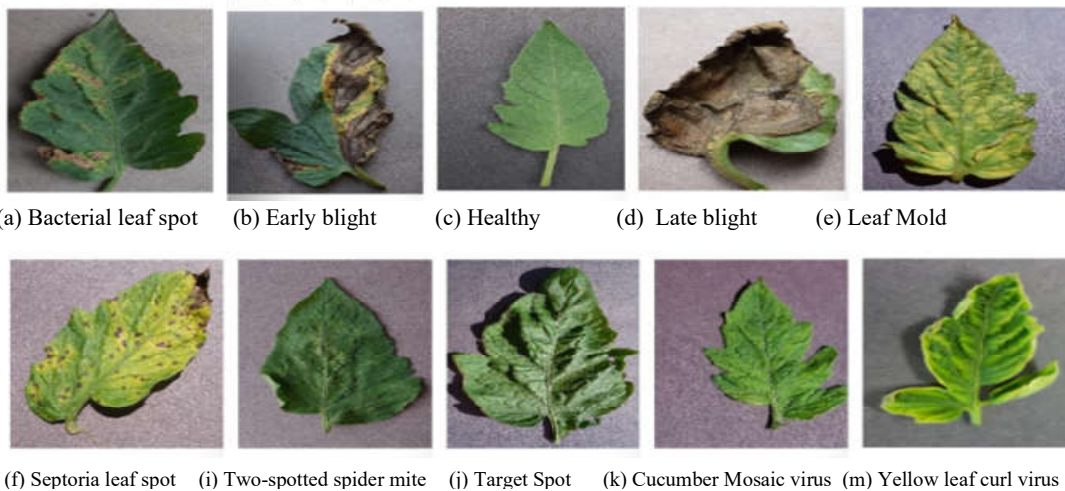 (a) Bacterial leaf spot (b) Early blight (c) Healthy (d) Late blight (e) Leaf Mold
(f) Septoria leaf spot (i) Two-spotted spider mite (j) Target Spot (k) Cucumber Mosaic virus (m) Yellow leaf curl virus